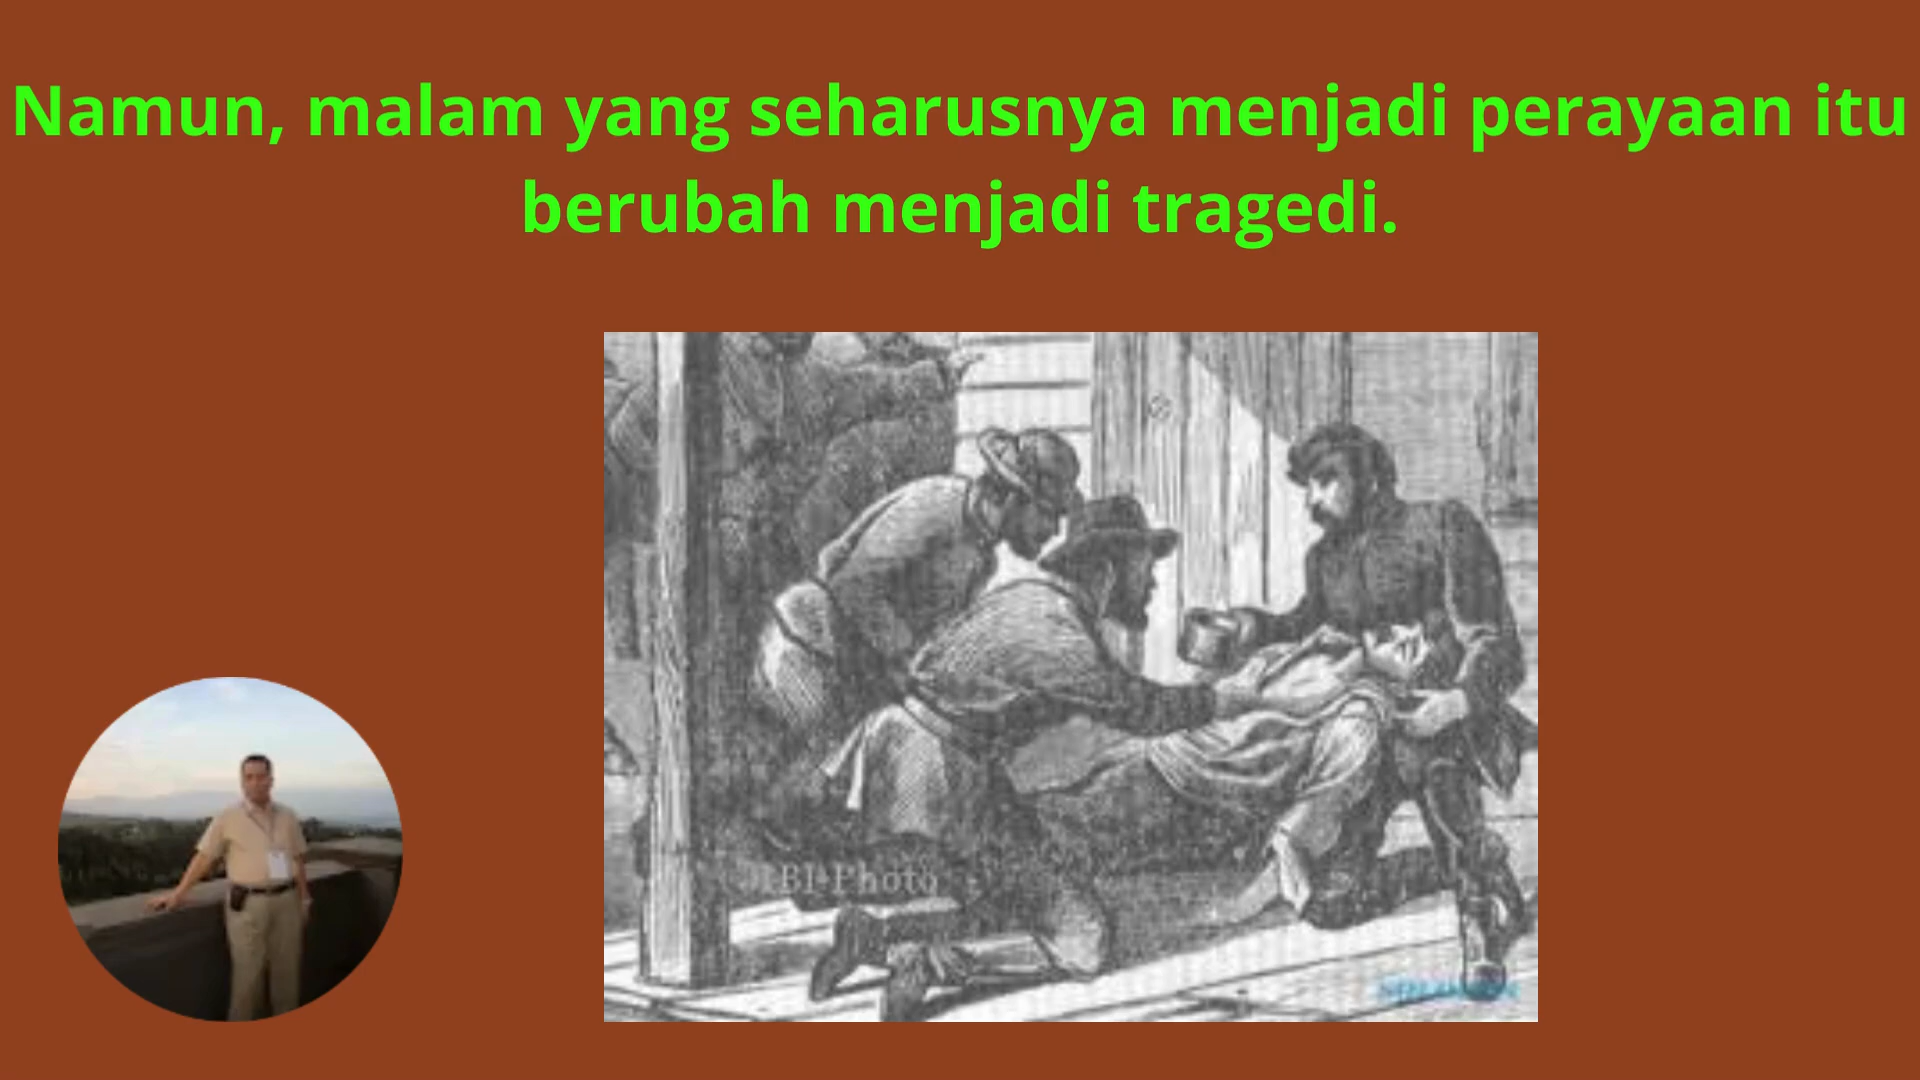 Namun, malam yang seharusnya menjadi perayaan itu
berubah menjadi tragedi.